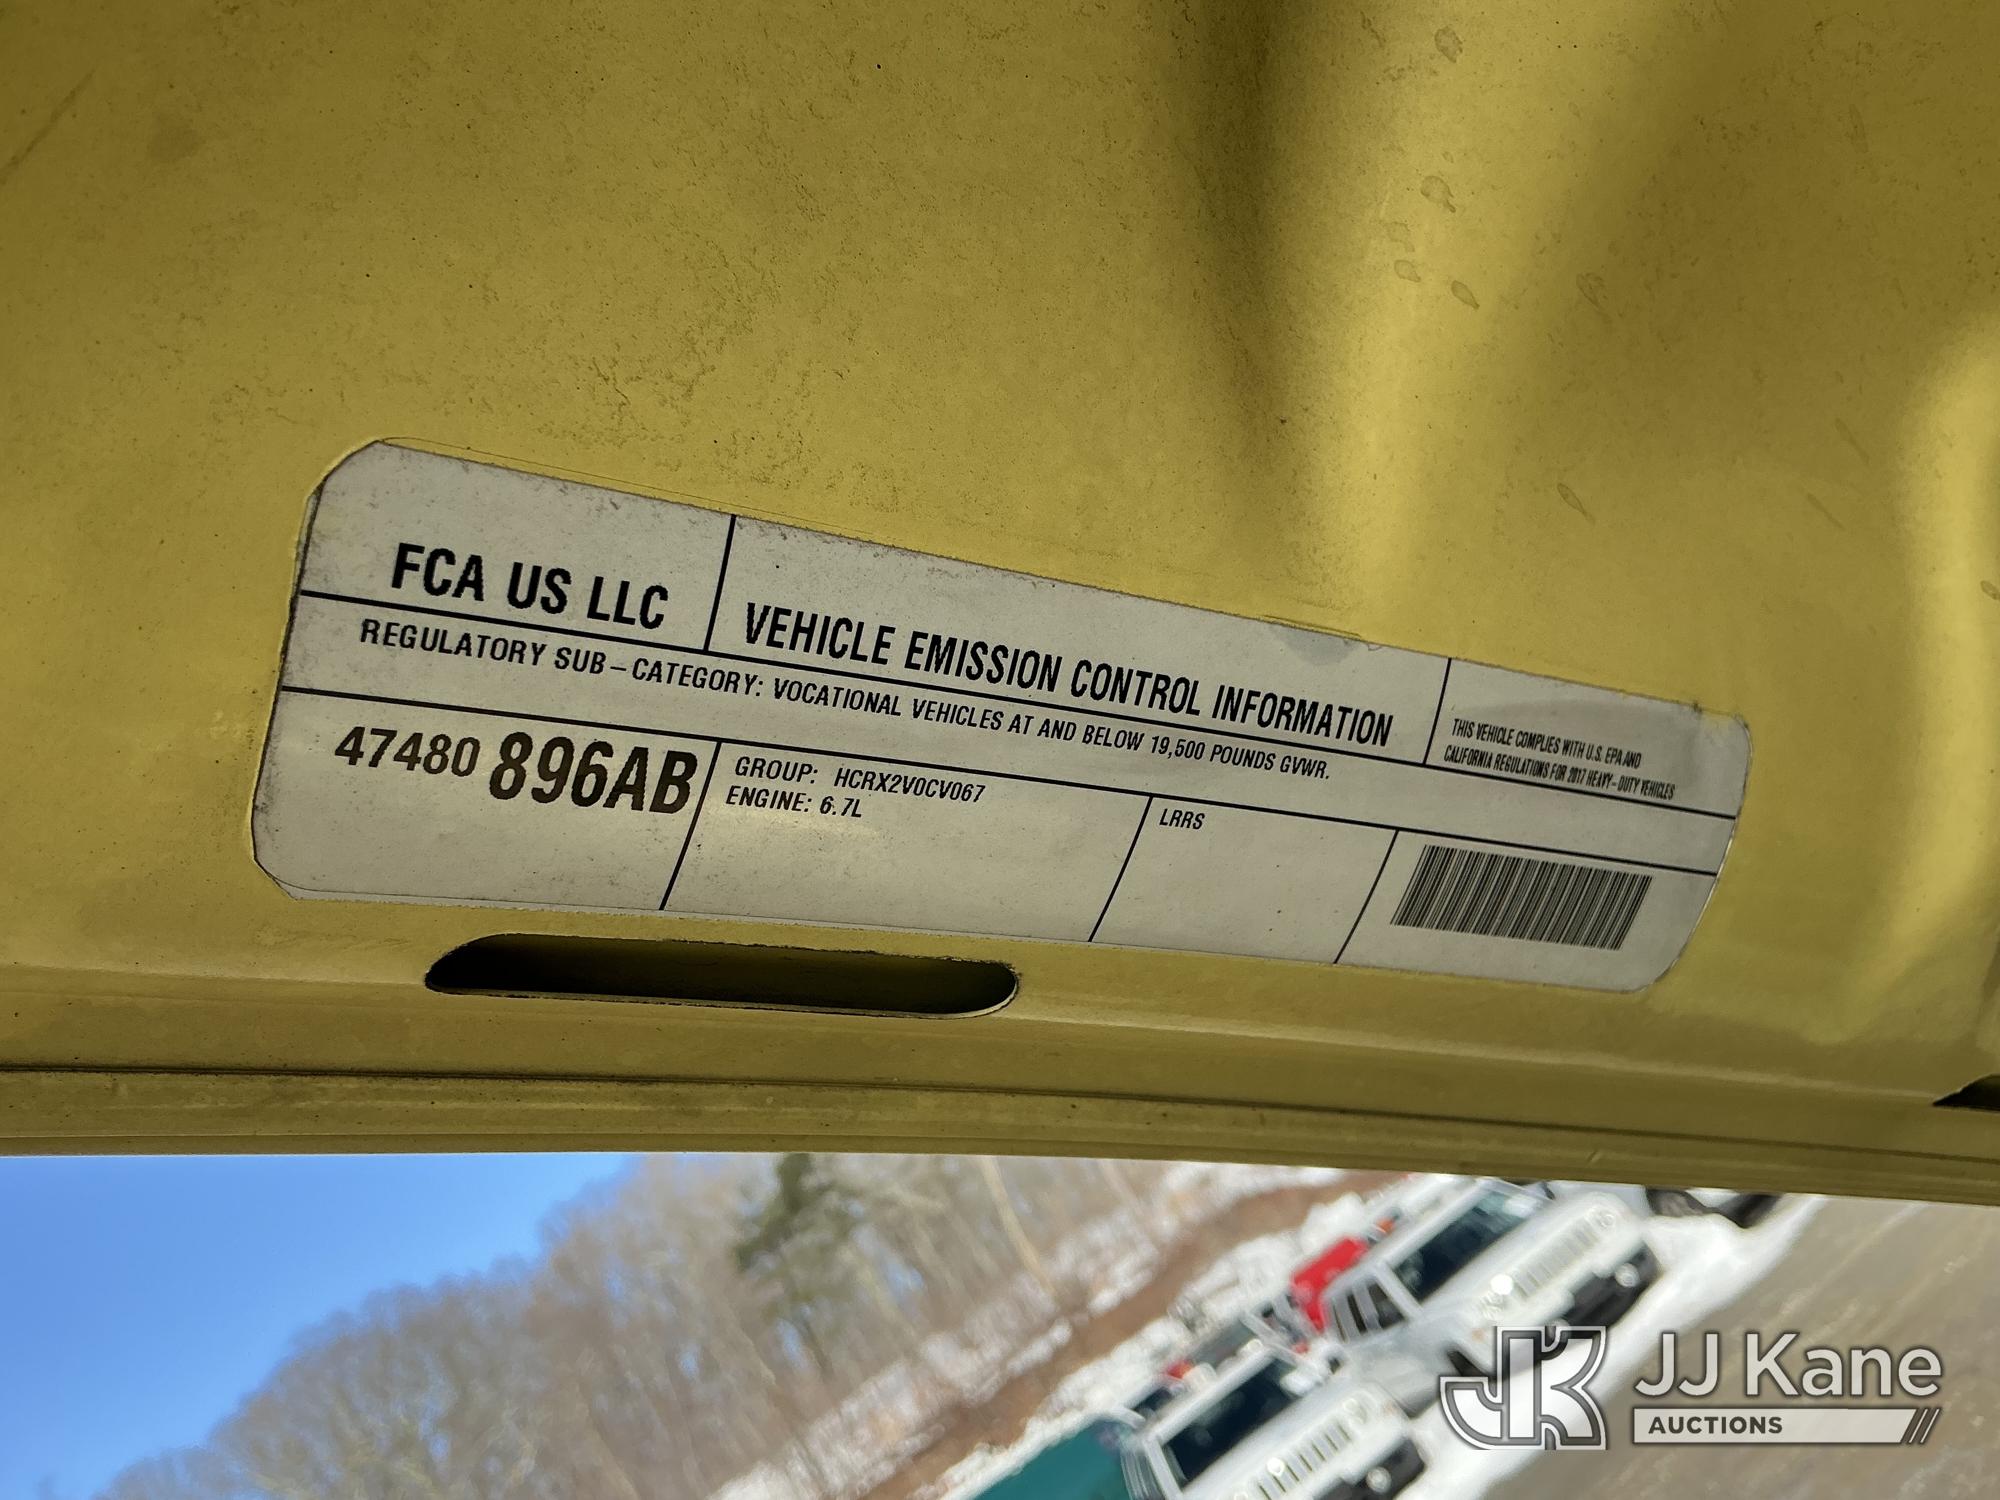 FCA US LLC
VEHICLE EMISSION CONTROL INFORMATION
THIS VEHICLE COMPLIES WITH U.S. EPA AND
CALIFORNIA REGULATIONS FOR 2017 HEAVY-DUTY VEHICLES
REGULATORY SUB-CATEGORY: VOCATIONAL VEHICLES AT AND BELOW 19,500 POUNDS GVWR.
47480 896AB
GROUP: HCRX2V0CV067
ENGINE: 6.7L
LRRS
JJ Kane
AUCTIONS